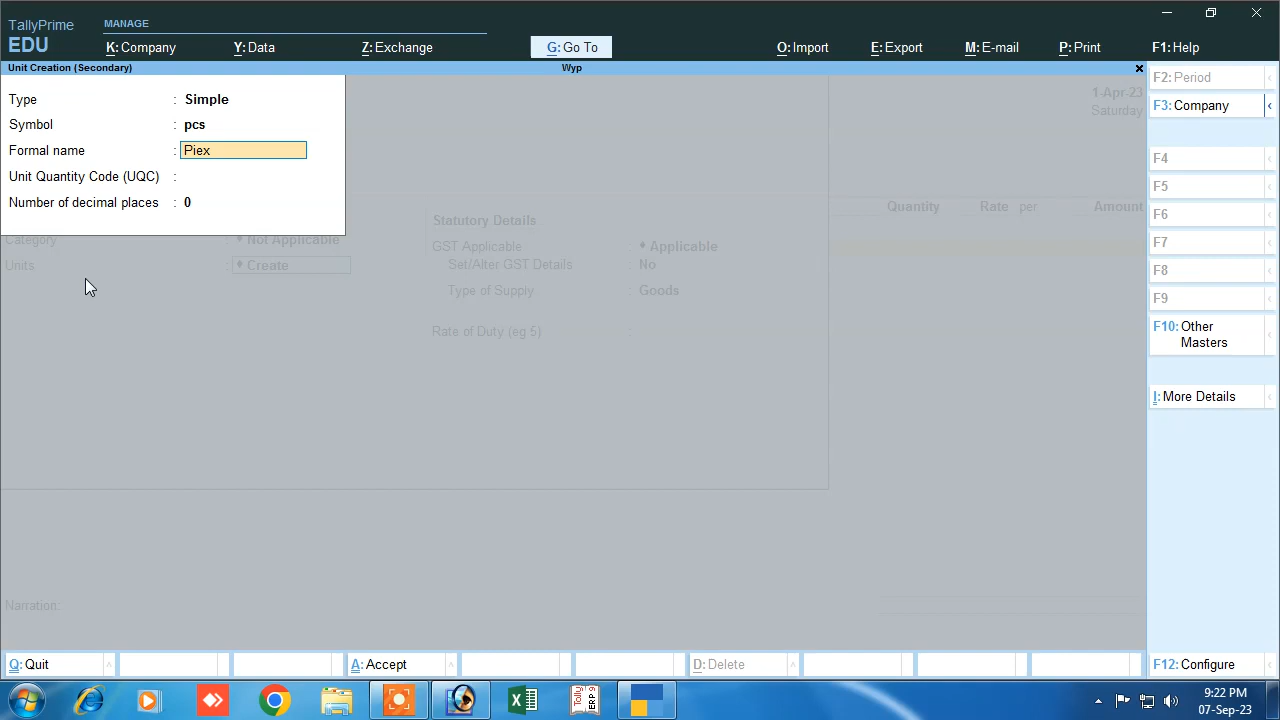 TallyPrime
EDU
MANAGE
K: Company
Y: Data
Z: Exchange
G: Go To
O: Import
E: Export
M: E-mail
P: Print
F1: Help
Unit Creation (Secondary)
Wyp
Type : Simple
Symbol : pcs
Formal name : Piex
Unit Quantity Code (UQC) :
Number of decimal places : 0
1-Apr-23
Saturday
Quantity Rate per Amount
Category : ♦ Not Applicable
Units : ♦ Create
Statutory Details
GST Applicable : ♦ Applicable
Set/Alter GST Details : No
Type of Supply : Goods
Rate of Duty (eg 5) :
Narration:
F2: Period
F3: Company
F4
F5
F6
F7
F8
F9
F10: Other Masters
I: More Details
Q: Quit
A: Accept
D: Delete
F12: Configure
Tally ERP9
9:22 PM
07-Sep-23